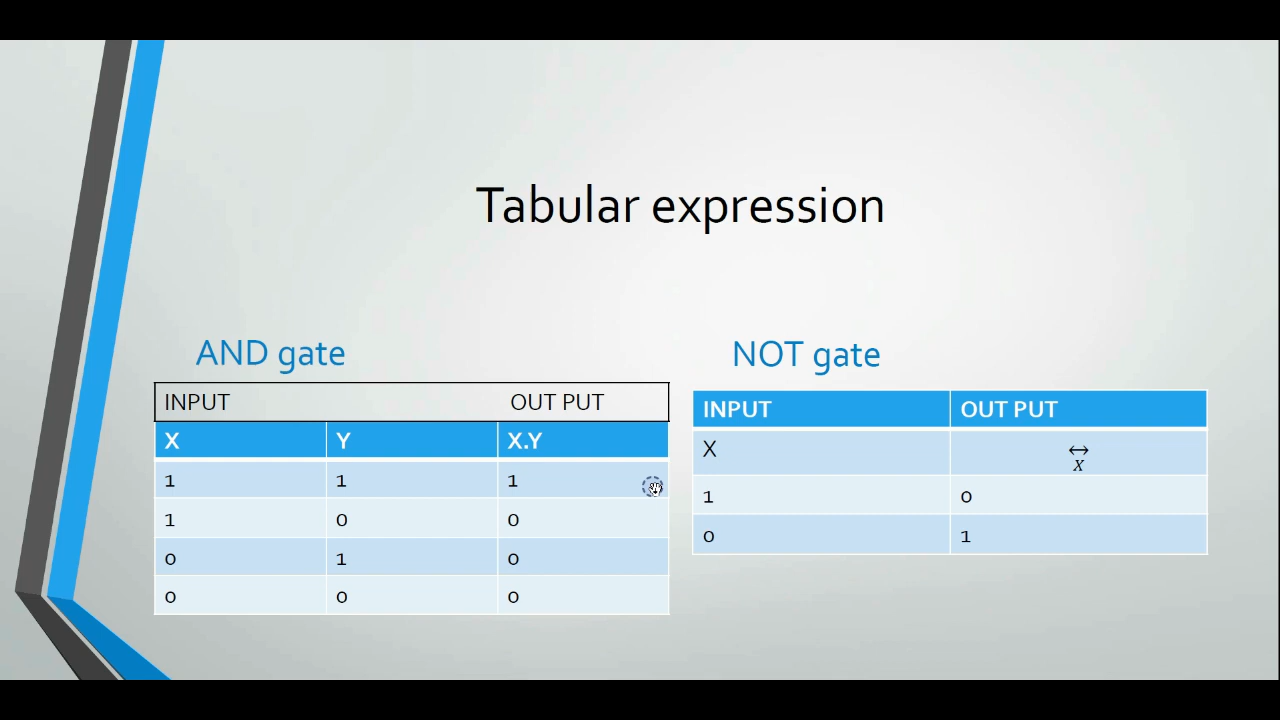 Tabular expression
AND gate
INPUT OUT PUT
X Y X.Y
1 1 1
1 0 0
0 1 0
0 0 0
NOT gate
INPUT OUT PUT
X ↔
X
1 0
0 1